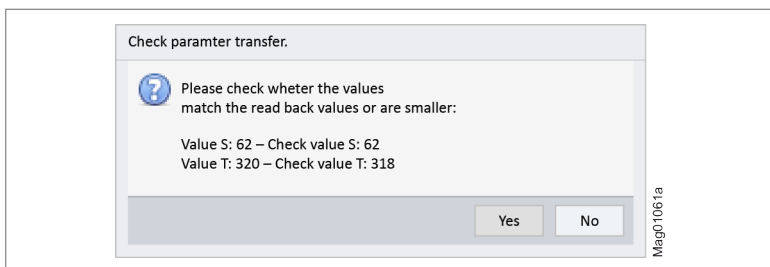 Check paramter transfer.
Please check wheter the values
match the read back values or are smaller:
Value S: 62 – Check value S: 62
Value T: 320 – Check value T: 318
Yes
No
Mag01061a